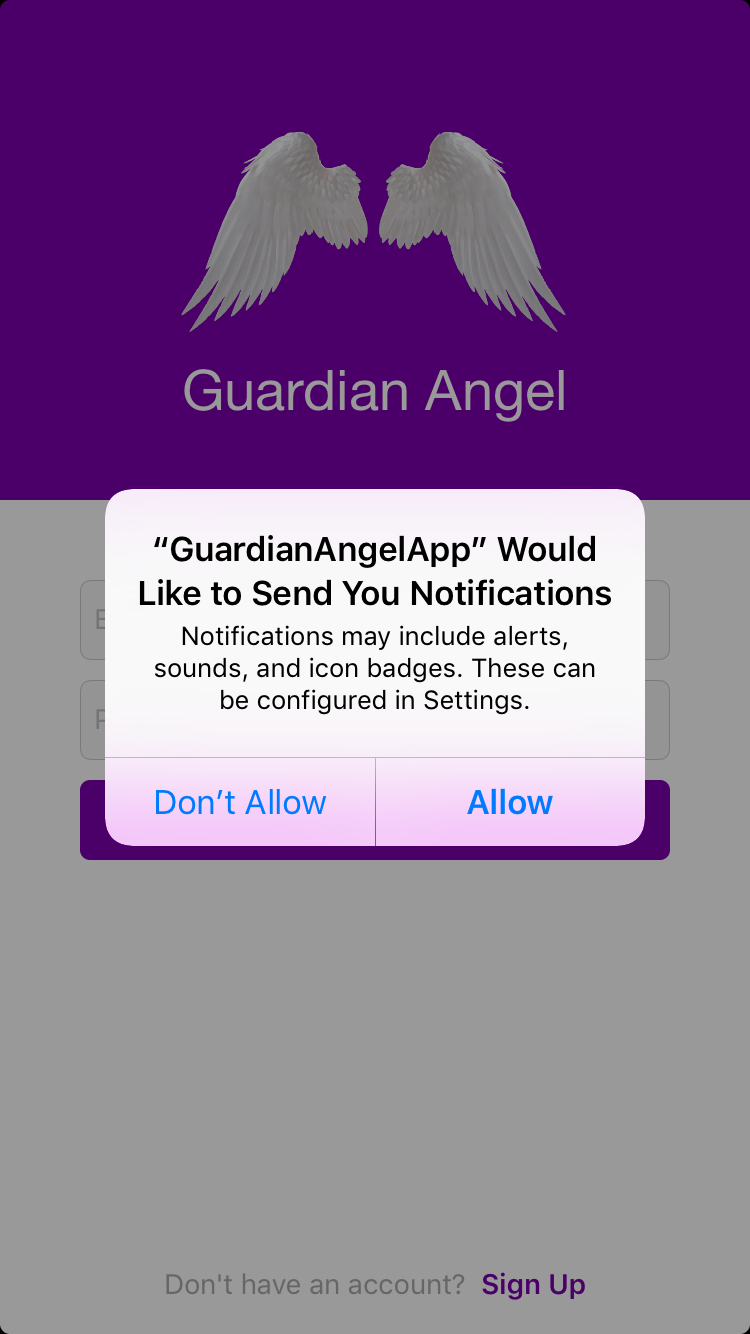 Guardian Angel
“GuardianAngelApp” Would
Like to Send You Notifications
Notifications may include alerts,
sounds, and icon badges. These can
be configured in Settings.
Don’t Allow
Allow
Don't have an account? Sign Up